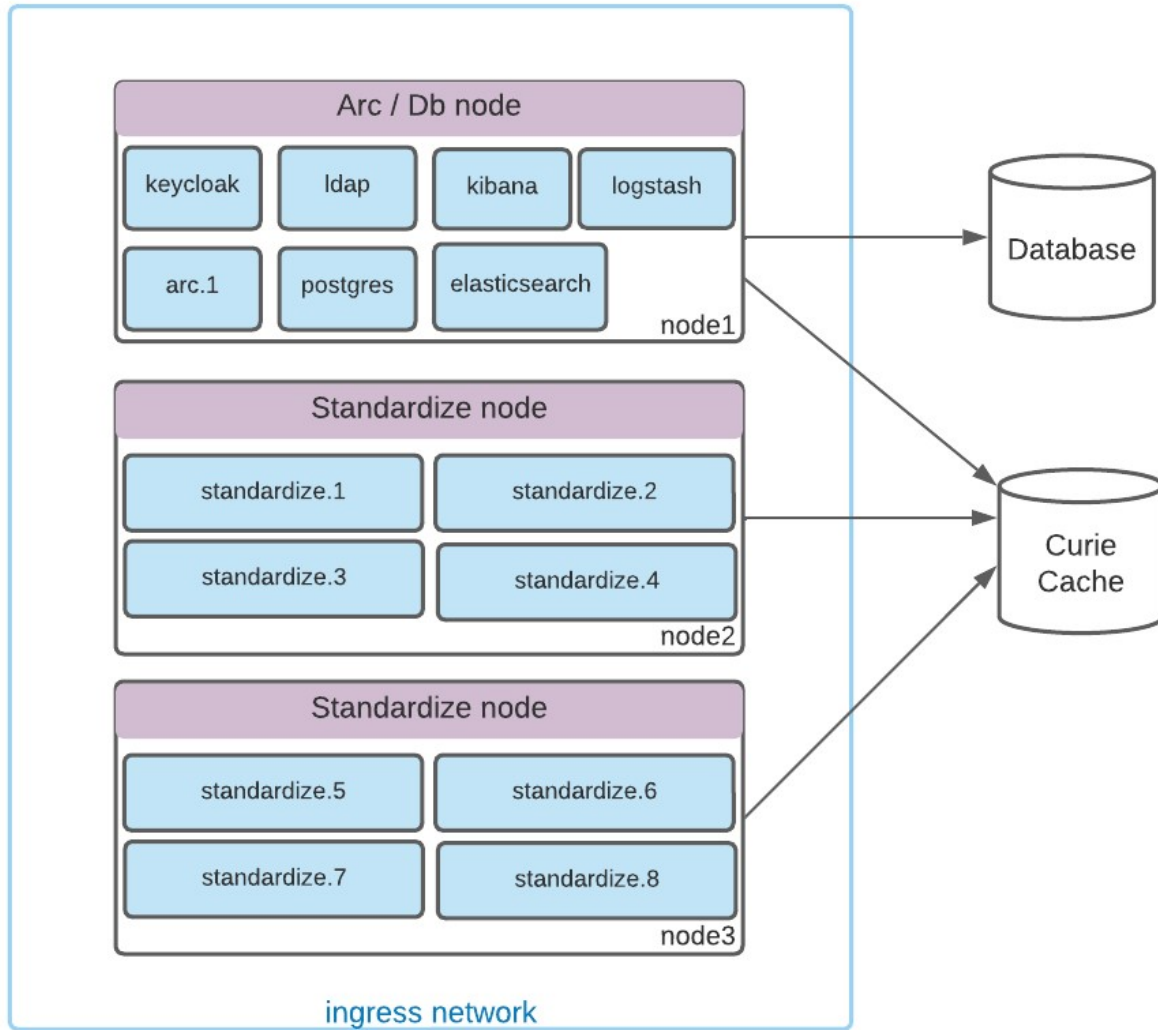 Arc / Db node
keycloak
ldap
kibana
logstash
arc.1
postgres
elasticsearch
node1
Database
Standardize node
standardize.1
standardize.2
standardize.3
standardize.4
node2
Curie
Cache
Standardize node
standardize.5
standardize.6
standardize.7
standardize.8
node3
ingress network